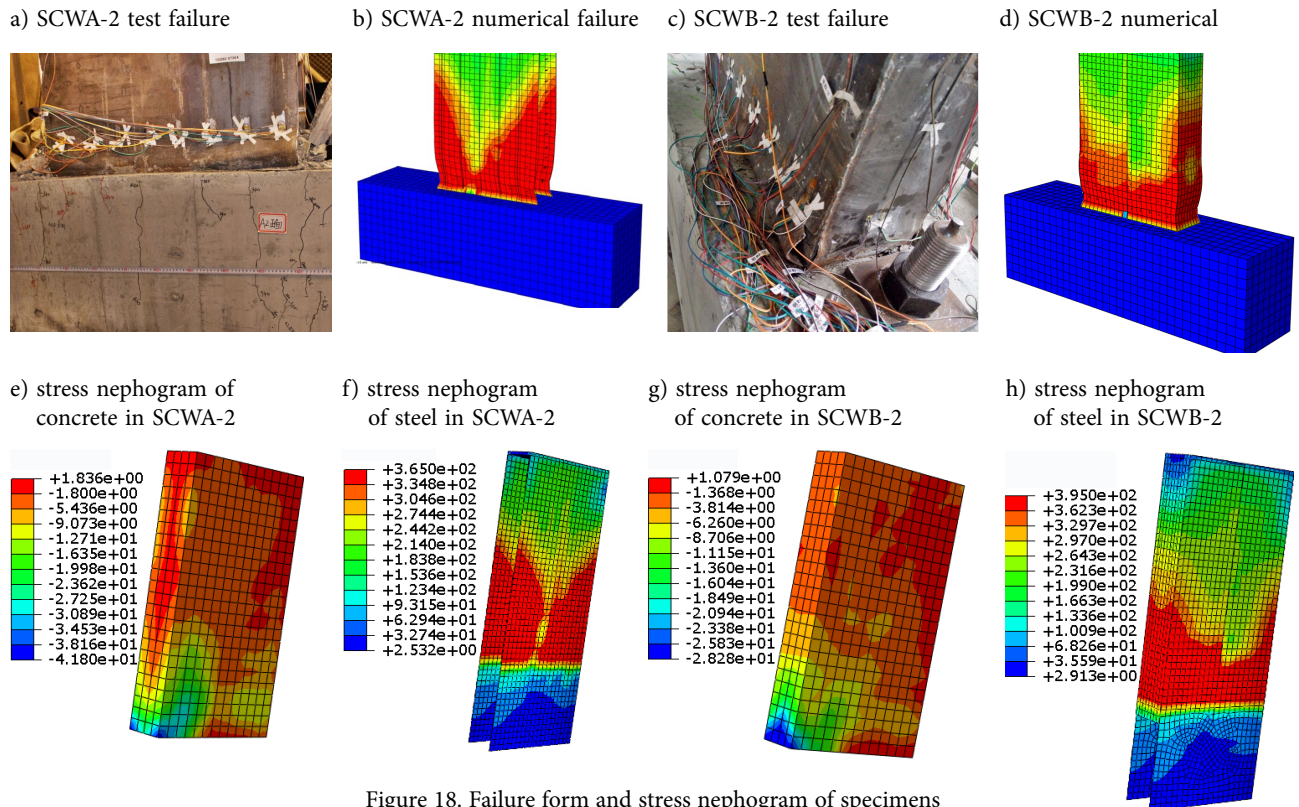 a) SCWA-2 test failure
b) SCWA-2 numerical failure
c) SCWB-2 test failure
d) SCWB-2 numerical
e) stress nephogram of
concrete in SCWA-2
f) stress nephogram
of steel in SCWA-2
g) stress nephogram
of concrete in SCWB-2
h) stress nephogram
of steel in SCWB-2
+1.836e+00
-1.800e+00
-5.436e+00
-9.073e+00
-1.271e+01
-1.635e+01
-1.998e+01
-2.362e+01
-2.725e+01
-3.089e+01
-3.453e+01
-3.816e+01
-4.180e+01
+3.650e+02
+3.348e+02
+3.046e+02
+2.744e+02
+2.442e+02
+2.140e+02
+1.838e+02
+1.536e+02
+1.234e+02
+9.315e+01
+6.294e+01
+3.274e+01
+2.532e+00
+1.079e+00
-1.368e+00
-3.814e+00
-6.260e+00
-8.706e+00
-1.115e+01
-1.360e+01
-1.604e+01
-1.849e+01
-2.094e+01
-2.338e+01
-2.583e+01
-2.828e+01
+3.950e+02
+3.623e+02
+3.297e+02
+2.970e+02
+2.643e+02
+2.316e+02
+1.990e+02
+1.663e+02
+1.336e+02
+1.009e+02
+6.826e+01
+3.559e+01
+2.913e+00
Figure 18. Failure form and stress nephogram of specimens